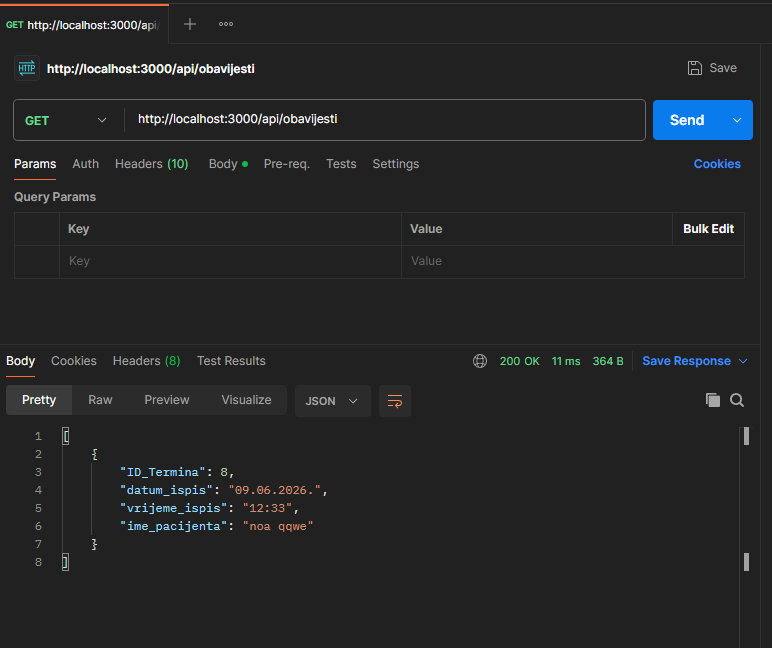 GET http://localhost:3000/api/
HTTP http://localhost:3000/api/obavijesti Save
GET http://localhost:3000/api/obavijesti Send
Params Auth Headers (10) Body Pre-req. Tests Settings Cookies
Query Params
Key Value Bulk Edit
Key Value
Body Cookies Headers (8) Test Results 200 OK 11 ms 364 B Save Response
Pretty Raw Preview Visualize JSON
1 [
2 {
3 "ID_Termina": 8,
4 "datum_ispis": "09.06.2026.",
5 "vrijeme_ispis": "12:33",
6 "ime_pacijenta": "noa qqwe"
7 }
8 ]